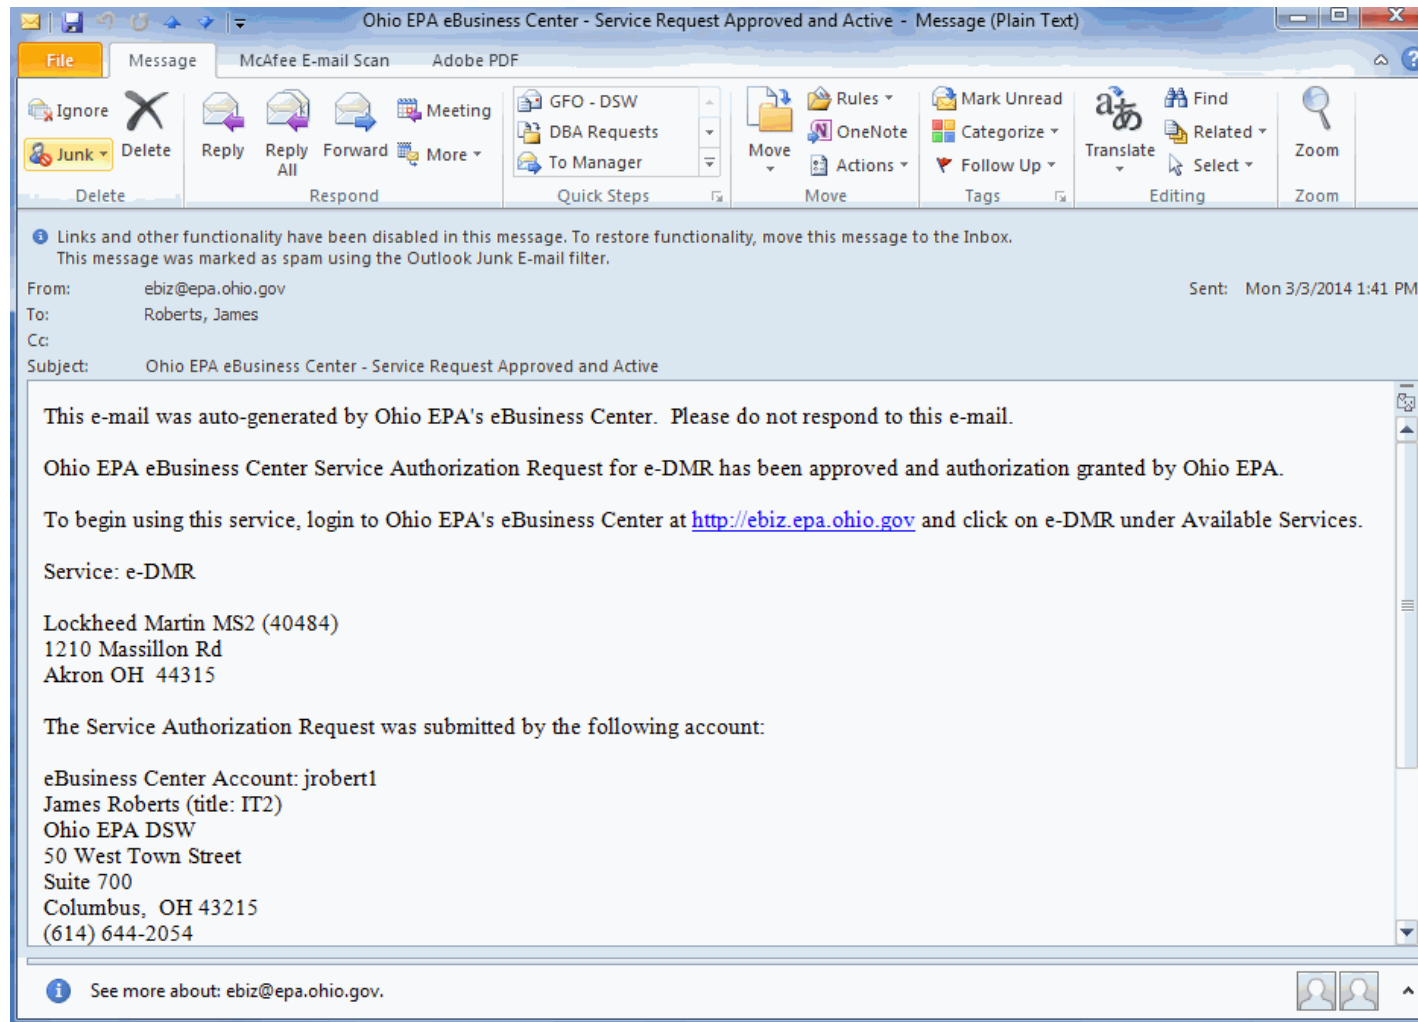 Ohio EPA eBusiness Center - Service Request Approved and Active - Message (Plain Text)
File Message McAfee E-mail Scan Adobe PDF
Ignore
Junk
Delete
Reply
Reply All
Forward
Meeting
More
GFO - DSW
DBA Requests
To Manager
Move
Rules
OneNote
Actions
Mark Unread
Categorize
Follow Up
Translate
Find
Related
Select
Zoom
Delete Respond Quick Steps Move Tags Editing Zoom
Links and other functionality have been disabled in this message. To restore functionality, move this message to the Inbox.
This message was marked as spam using the Outlook Junk E-mail filter.
From: ebiz@epa.ohio.gov Sent: Mon 3/3/2014 1:41 PM
To: Roberts, James
Cc:
Subject: Ohio EPA eBusiness Center - Service Request Approved and Active
This e-mail was auto-generated by Ohio EPA's eBusiness Center.  Please do not respond to this e-mail.
Ohio EPA eBusiness Center Service Authorization Request for e-DMR has been approved and authorization granted by Ohio EPA.
To begin using this service, login to Ohio EPA's eBusiness Center at http://ebiz.epa.ohio.gov and click on e-DMR under Available Services.
Service: e-DMR
Lockheed Martin MS2 (40484)
1210 Massillon Rd
Akron OH  44315
The Service Authorization Request was submitted by the following account:
eBusiness Center Account: jrobert1
James Roberts (title: IT2)
Ohio EPA DSW
50 West Town Street
Suite 700
Columbus,  OH 43215
(614) 644-2054
See more about: ebiz@epa.ohio.gov.